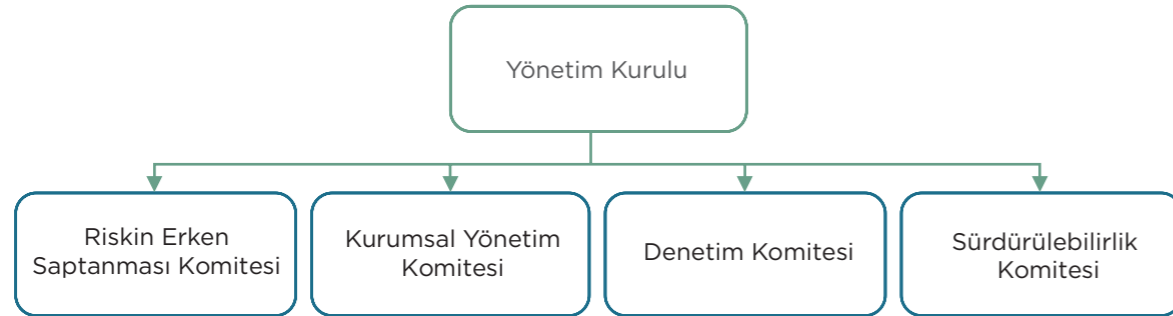 Yönetim Kurulu
Riskin Erken
Saptanması Komitesi
Kurumsal Yönetim
Komitesi
Denetim Komitesi
Sürdürülebilirlik
Komitesi